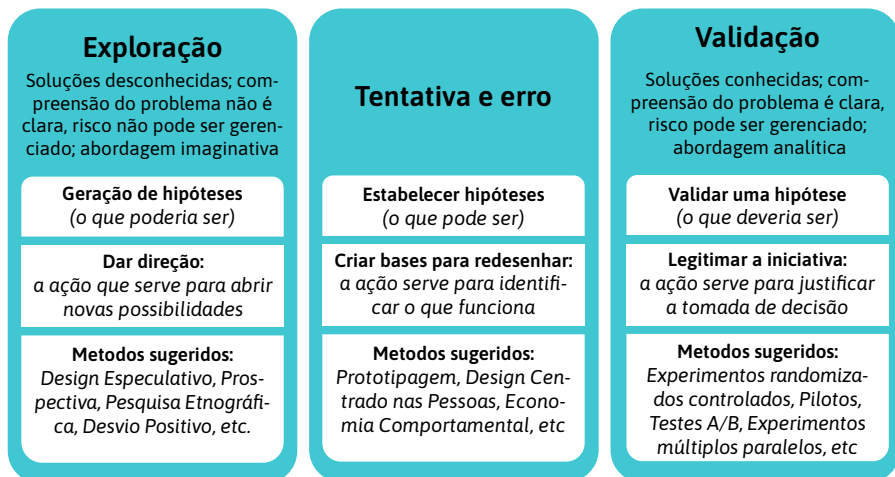 Exploração
Soluções desconhecidas; com-
preensão do problema não é
clara, risco não pode ser geren-
ciado; abordagem imaginativa
Geração de hipóteses
(o que poderia ser)
Dar direção:
a ação que serve para abrir
novas possibilidades
Metodos sugeridos:
Design Especulativo, Pros-
pectiva, Pesquisa Etnográfi-
ca, Desvio Positivo, etc.
Tentativa e erro
Estabelecer hipóteses
(o que pode ser)
Criar bases para redesenhar:
a ação serve para identifi-
car o que funciona
Metodos sugeridos:
Prototipagem, Design Cen-
trado nas Pessoas, Econo-
mia Comportamental, etc
Validação
Soluções conhecidas; com-
preensão do problema é clara,
risco pode ser gerenciado;
abordagem analítica
Validar uma hipótese
(o que deveria ser)
Legitimar a iniciativa:
a ação serve para justificar
a tomada de decisão
Metodos sugeridos:
Experimentos randomiza-
dos controlados, Pilotos,
Testes A/B, Experimentos
múltiplos paralelos, etc